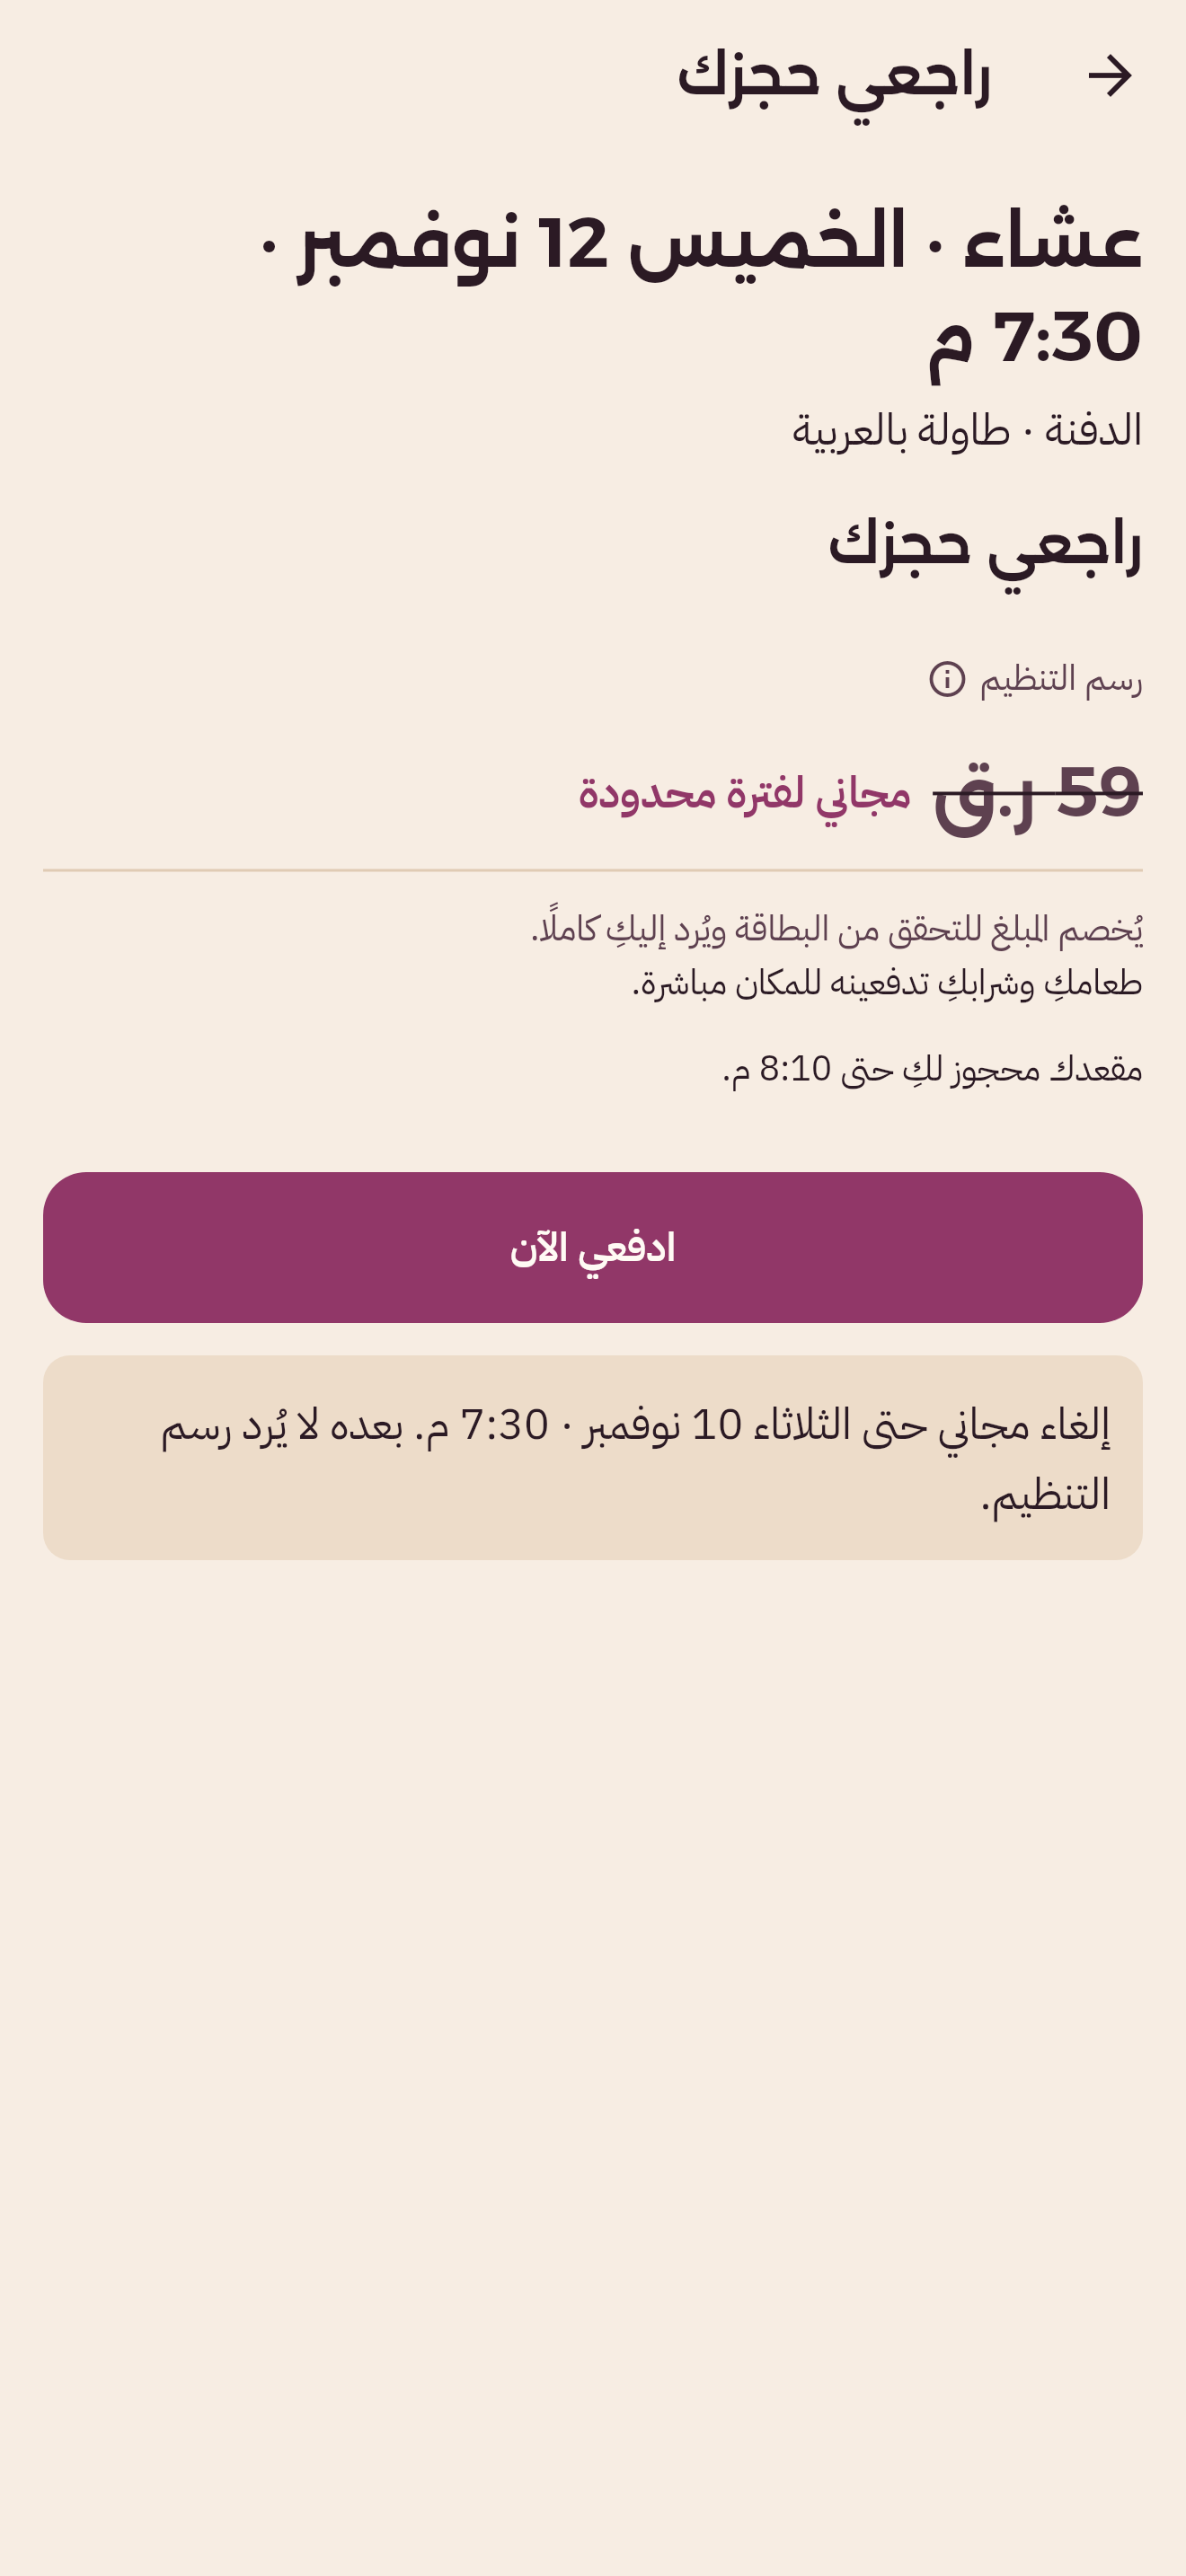 راجعي حجزك
عشاء · الخميس 12 نوفمبر ·
7:30 م
الدفنة · طاولة بالعربية
راجعي حجزك
رسم التنظيم
59 ر.ق مجاني لفترة محدودة
يُخصم المبلغ للتحقق من البطاقة ويُرد إليكِ كاملًا.
طعامكِ وشرابكِ تدفعينه للمكان مباشرة.
مقعدك محجوز لكِ حتى 8:10 م.
ادفعي الآن
إلغاء مجاني حتى الثلاثاء 10 نوفمبر · 7:30 م. بعده لا يُرد رسم
التنظيم.